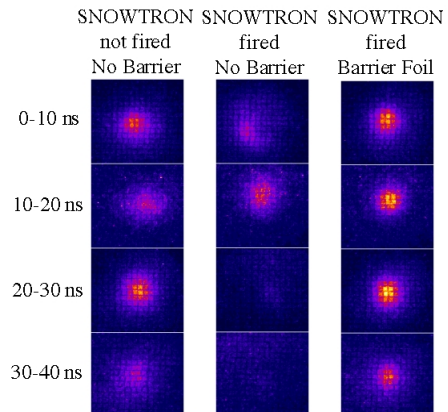 SNOWTRON not fired No Barrier
SNOWTRON fired No Barrier
SNOWTRON fired Barrier Foil
0-10 ns
10-20 ns
20-30 ns
30-40 ns